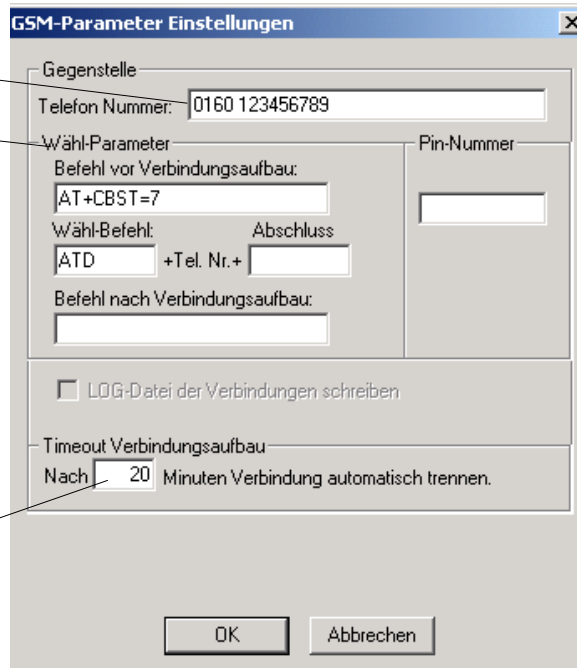 GSM-Parameter Einstellungen
Gegenstelle
Telefon Nummer: 0160 123456789
Wähl-Parameter
Pin-Nummer
Befehl vor Verbindungsaufbau:
AT+CBST=7
Wähl-Befehl: Abschluss
ATD +Tel. Nr.+
Befehl nach Verbindungsaufbau:
LOG-Datei der Verbindungen schreiben
Timeout Verbindungsaufbau
Nach 20 Minuten Verbindung automatisch trennen.
OK Abbrechen